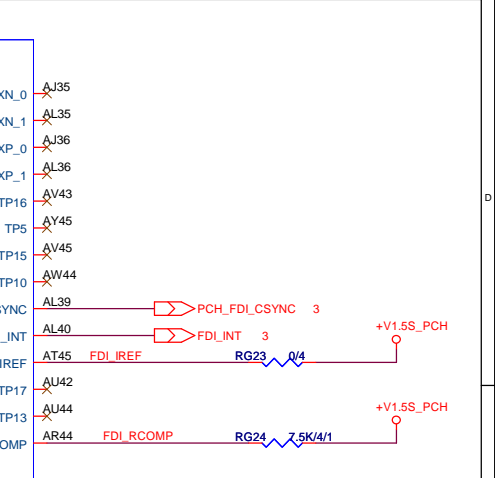 XN_0 AJ35
XN_1 AL35
XP_0 AJ36
XP_1 AL36
TP16 AV43
D
TP5 AY45
TP15 AV45
TP10 AW44
SYNC AL39 PCH_FDI_CSYNC 3
_INT AL40 FDI_INT 3
+V1.5S_PCH
IREF AT45 FDI_IREF RG23 0/4
TP17 AU42
TP13 AU44
+V1.5S_PCH
OMP AR44 FDI_RCOMP RG24 7.5K/4/1